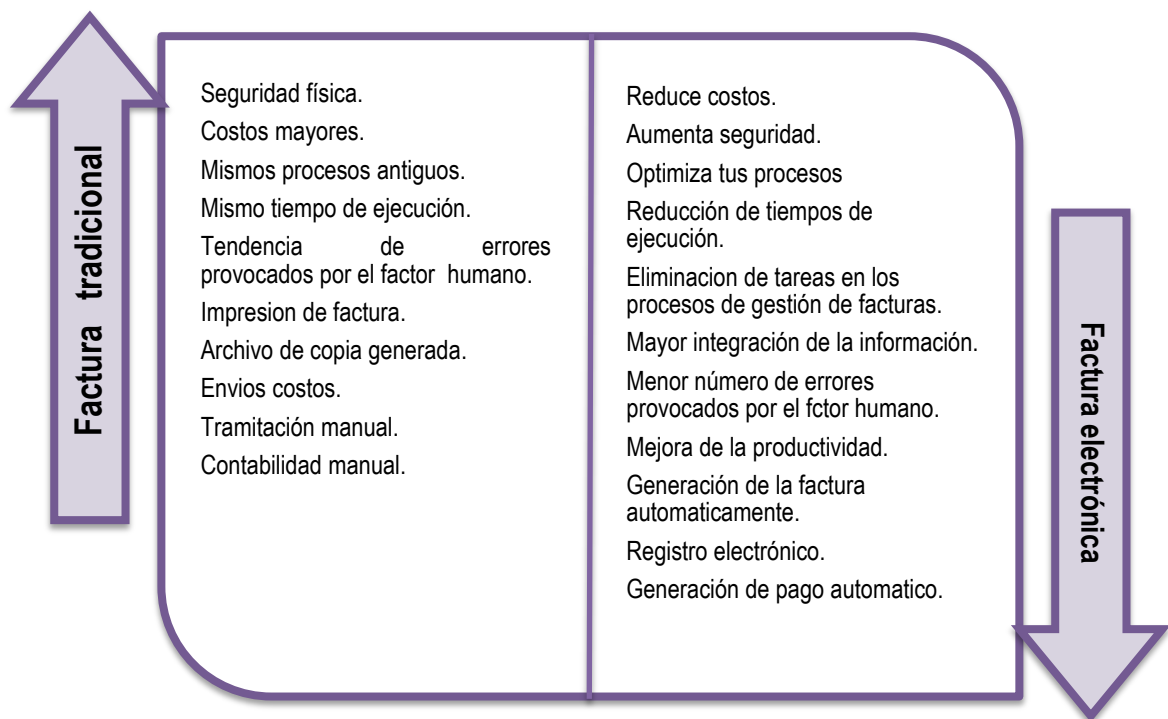 Factura tradicional
Seguridad física.
Costos mayores.
Mismos procesos antiguos.
Mismo tiempo de ejecución.
Tendencia de errores
provocados por el factor humano.
Impresion de factura.
Archivo de copia generada.
Envios costos.
Tramitación manual.
Contabilidad manual.
Reduce costos.
Aumenta seguridad.
Optimiza tus procesos
Reducción de tiempos de
ejecución.
Eliminacion de tareas en los
procesos de gestión de facturas.
Mayor integración de la información.
Menor número de errores
provocados por el fctor humano.
Mejora de la productividad.
Generación de la factura
automaticamente.
Registro electrónico.
Generación de pago automatico.
Factura electrónica